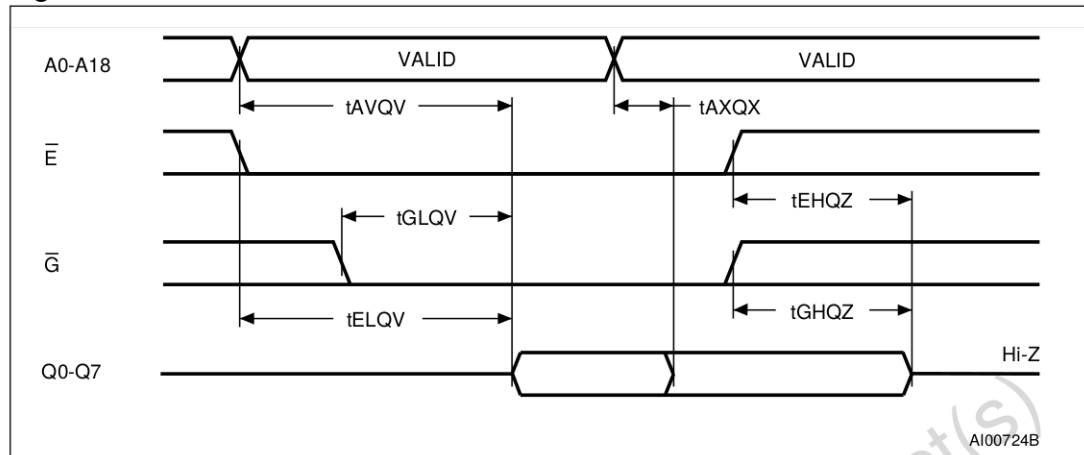 A0-A18 VALID VALID
tAVQV tAXQX
E
tEHQZ
tGLQV
G
tGHQZ
tELQV
Hi-Z
Q0-Q7
AI00724B